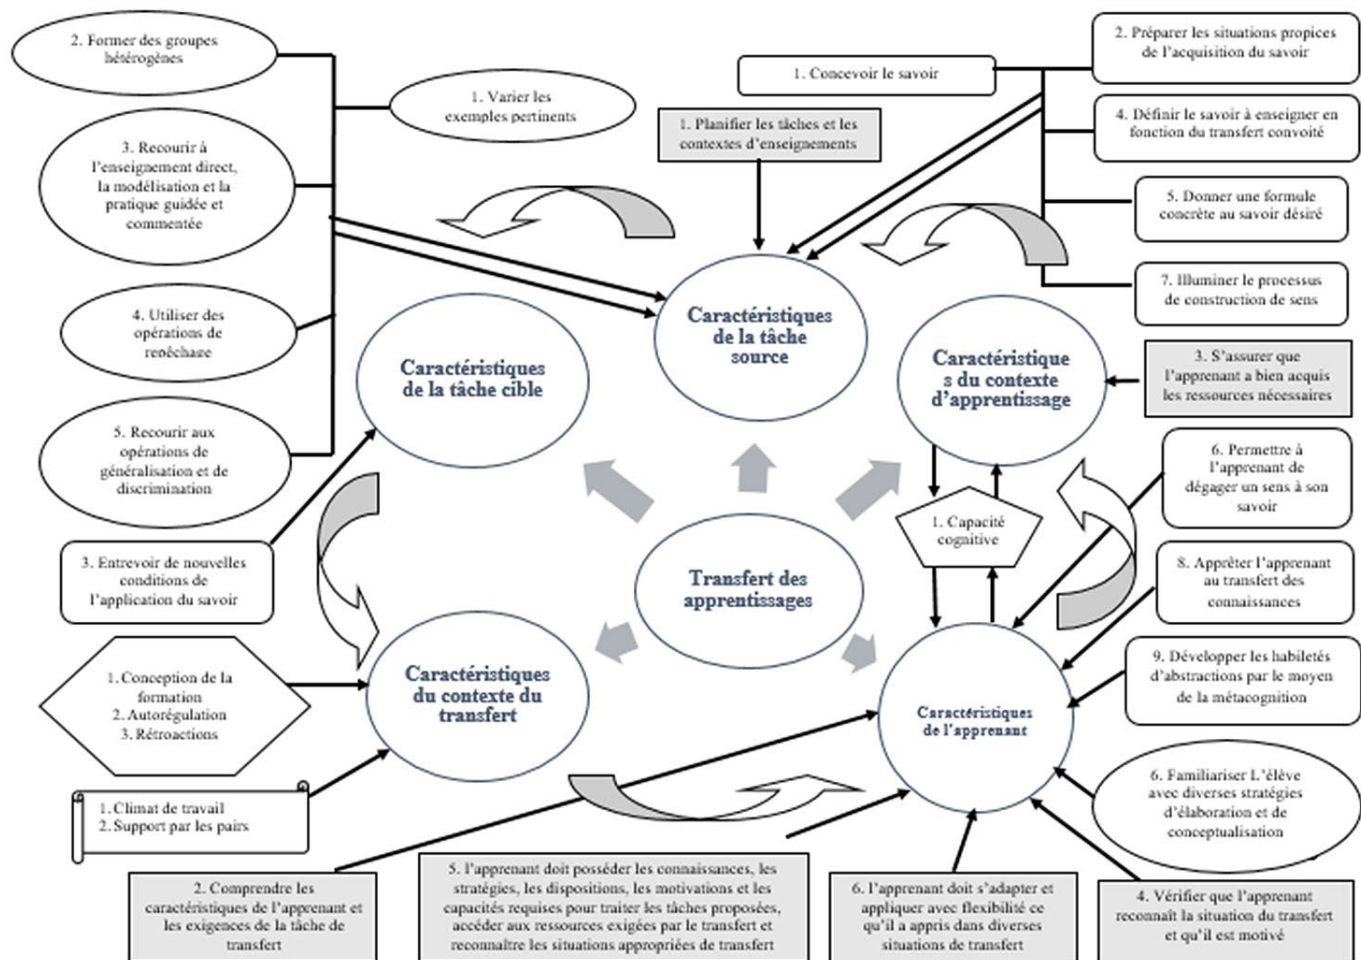 2. Former des groupes
hétérogènes
1. Varier les
exemples pertinents
3. Recourir à
l'enseignement direct,
la modélisation et la
pratique guidée et
commentée
4. Utiliser des
opérations de
repêchage
5. Recourir aux
opérations de
généralisation et de
discrimination
1. Concevoir le savoir
1. Planifier les tâches et les
contextes d'enseignements
2. Préparer les situations propices
de l'acquisition du savoir
4. Définir le savoir à enseigner en
fonction du transfert convoité
5. Donner une formule
concrète au savoir désiré
7. Illuminer le processus
de construction de sens
Caractéristiques
de la tâche
source
Caractéristiques
de la tâche cible
Caractéristique
s du contexte
d'apprentissage
3. S'assurer que
l'apprenant a bien acquis
les ressources nécessaires
6. Permettre à
l'apprenant de
dégager un sens à son
savoir
1. Capacité
cognitive
3. Entrevoir de nouvelles
conditions de
l'application du savoir
Transfert des
apprentissages
8. Apprêter l'apprenant
au transfert des
connaissances
1. Conception de la
formation
2. Autorégulation
3. Rétroactions
Caractéristiques
du contexte du
transfert
Caractéristiques
de l'apprenant
9. Développer les habiletés
d'abstractions par le moyen
de la métacognition
1. Climat de travail
2. Support par les pairs
6. Familiariser L'élève
avec diverses stratégies
d'élaboration et de
conceptualisation
2. Comprendre les
caractéristiques de l'apprenant et
les exigences de la tâche de
transfert
5. l'apprenant doit posséder les connaissances, les
stratégies, les dispositions, les motivations et les
capacités requises pour traiter les tâches proposées,
accéder aux ressources exigées par le transfert et
reconnaître les situations appropriées de transfert
6. l'apprenant doit s'adapter et
appliquer avec flexibilité ce
qu'il a appris dans diverses
situations de transfert
4. Vérifier que l'apprenant
reconnaît la situation du transfert
et qu'il est motivé